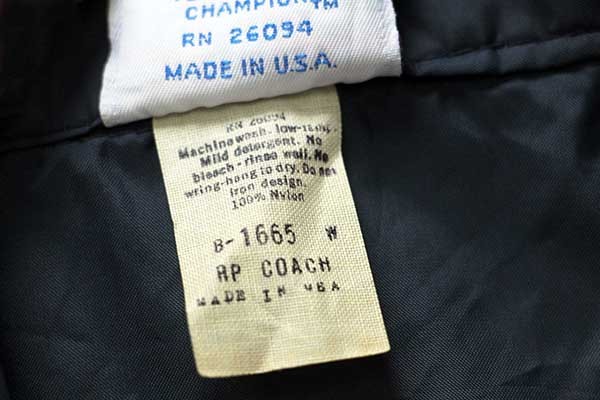 CHAMPION TM
RN 26094
MADE IN U.S.A.
RN 26094
Machine wash, low-temp.
Mild detergent. No
bleach-rinse well. No
wring-hang to dry. Do not
iron design.
100% Nylon
B-1665 W
RP COACH
MADE IN USA